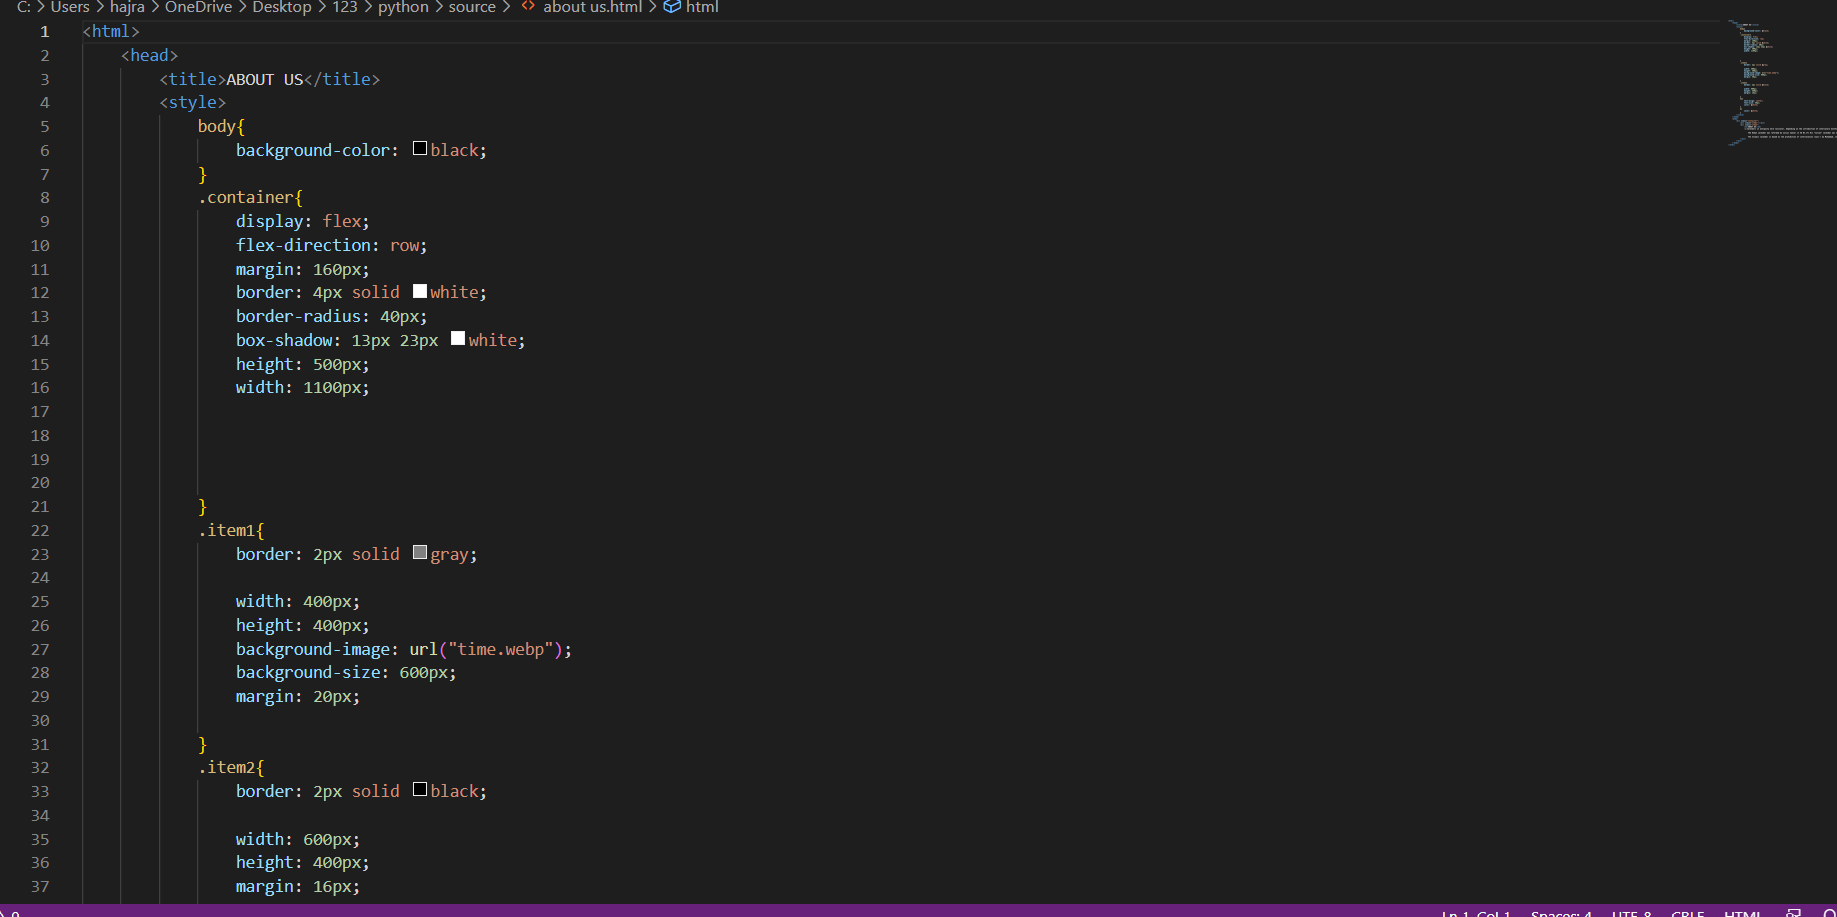 C: > Users > hajra > OneDrive > Desktop > 123 > python > source > <> about us.html > html
1 <html>
2 <head>
3 <title>ABOUT US</title>
4 <style>
5 body{
6 background-color: black;
7 }
8 .container{
9 display: flex;
10 flex-direction: row;
11 margin: 160px;
12 border: 4px solid white;
13 border-radius: 40px;
14 box-shadow: 13px 23px white;
15 height: 500px;
16 width: 1100px;
17
18
19
20
21 }
22 .item1{
23 border: 2px solid gray;
24
25 width: 400px;
26 height: 400px;
27 background-image: url("time.webp");
28 background-size: 600px;
29 margin: 20px;
30
31 }
32 .item2{
33 border: 2px solid black;
34
35 width: 600px;
36 height: 400px;
37 margin: 16px;
0 Ln 1, Col 1 Spaces: 4 UTF-8 CRLF HTML